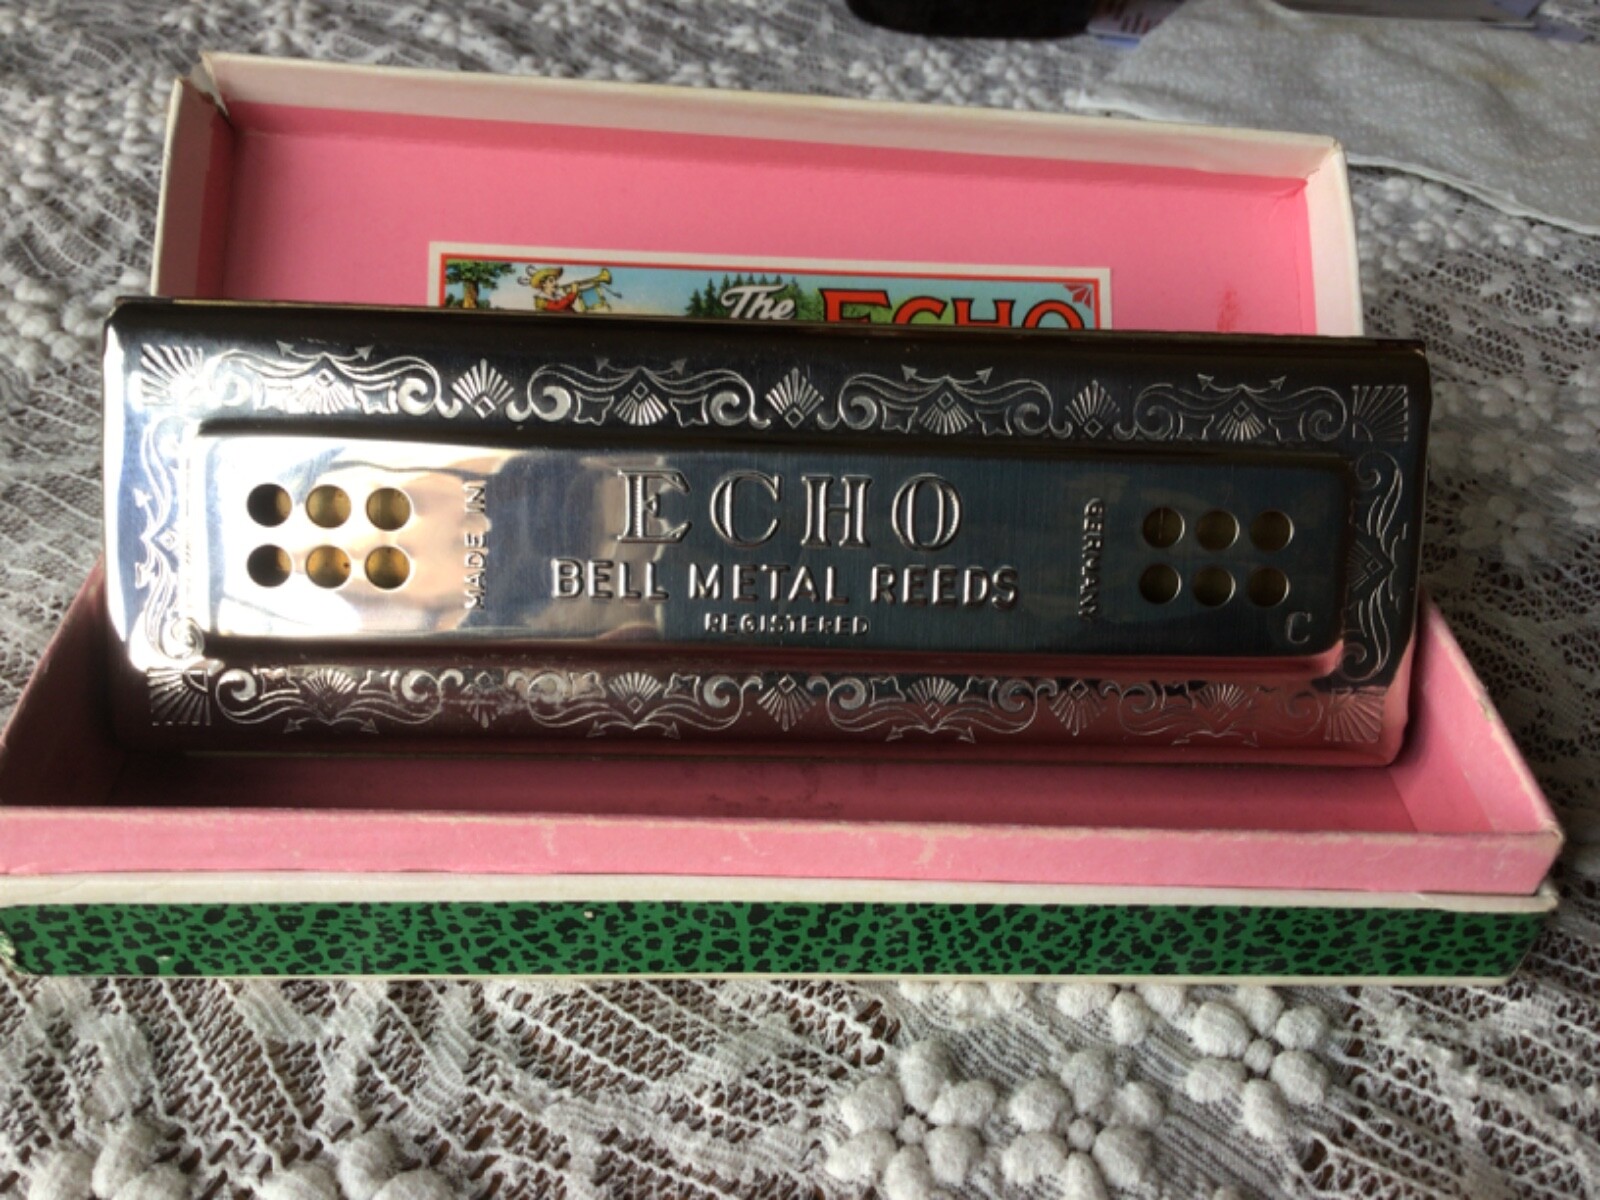 The ECHO
MADE IN
ECHO
BELL METAL REEDS
REGISTERED
GERMANY
C